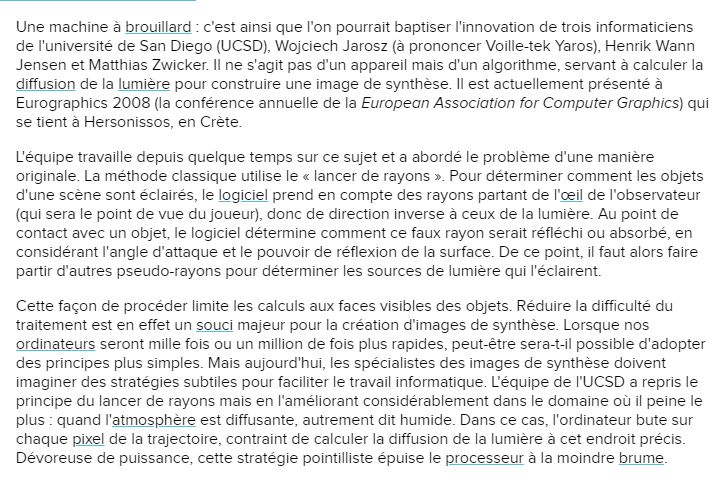 Une machine à brouillard : c'est ainsi que l'on pourrait baptiser l'innovation de trois informaticiens
de l'université de San Diego (UCSD), Wojciech Jarosz (à prononcer Voille-tek Yaros), Henrik Wann
Jensen et Matthias Zwicker. Il ne s'agit pas d'un appareil mais d'un algorithme, servant à calculer la
diffusion de la lumière pour construire une image de synthèse. Il est actuellement présenté à
Eurographics 2008 (la conférence annuelle de la European Association for Computer Graphics) qui
se tient à Hersonissos, en Crète.
L'équipe travaille depuis quelque temps sur ce sujet et a abordé le problème d'une manière
originale. La méthode classique utilise le « lancer de rayons ». Pour déterminer comment les objets
d'une scène sont éclairés, le logiciel prend en compte des rayons partant de l'œil de l'observateur
(qui sera le point de vue du joueur), donc de direction inverse à ceux de la lumière. Au point de
contact avec un objet, le logiciel détermine comment ce faux rayon serait réfléchi ou absorbé, en
considérant l'angle d'attaque et le pouvoir de réflexion de la surface. De ce point, il faut alors faire
partir d'autres pseudo-rayons pour déterminer les sources de lumière qui l'éclairent.
Cette façon de procéder limite les calculs aux faces visibles des objets. Réduire la difficulté du
traitement est en effet un souci majeur pour la création d'images de synthèse. Lorsque nos
ordinateurs seront mille fois ou un million de fois plus rapides, peut-être sera-t-il possible d'adopter
des principes plus simples. Mais aujourd'hui, les spécialistes des images de synthèse doivent
imaginer des stratégies subtiles pour faciliter le travail informatique. L'équipe de l'UCSD a repris le
principe du lancer de rayons mais en l'améliorant considérablement dans le domaine où il peine le
plus : quand l'atmosphère est diffusante, autrement dit humide. Dans ce cas, l'ordinateur bute sur
chaque pixel de la trajectoire, contraint de calculer la diffusion de la lumière à cet endroit précis.
Dévoreuse de puissance, cette stratégie pointilliste épuise le processeur à la moindre brume.